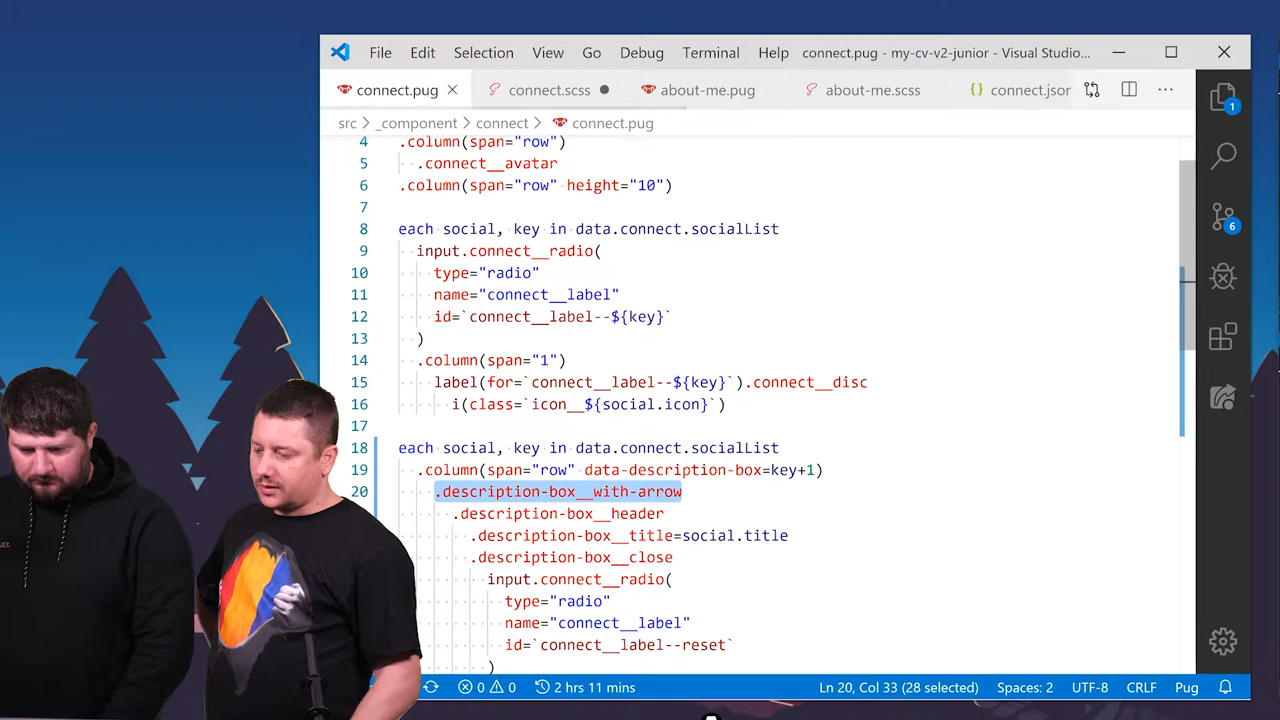 File Edit Selection View Go Debug Terminal Help connect.pug - my-cv-v2-junior - Visual Studio...
connect.pug connect.scss about-me.pug about-me.scss {} connect.json ...
src > _component > connect > connect.pug
4 .column(span="row")
5 .connect__avatar
6 .column(span="row" height="10")
7
8 each social, key in data.connect.socialList
9 input.connect__radio(
10 type="radio"
11 name="connect__label"
12 id=`connect__label--${key}`
13 )
14 .column(span="1")
15 label(for=`connect__label--${key}`).connect__disc
16 i(class=`icon__${social.icon}`)
17
18 each social, key in data.connect.socialList
19 .column(span="row" data-description-box=key+1)
20 .description-box__with-arrow
.description-box__header
.description-box__title=social.title
.description-box__close
input.connect__radio(
type="radio"
name="connect__label"
id=`connect__label--reset`
)
1
6
0 0 2 hrs 11 mins Ln 20, Col 33 (28 selected) Spaces: 2 UTF-8 CRLF Pug